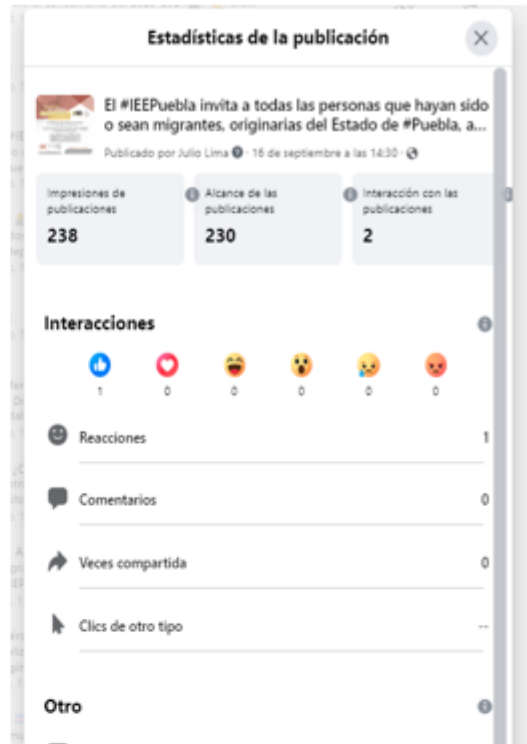 Estadísticas de la publicación
El #IEEPuebla invita a todas las personas que hayan sido
o sean migrantes, originarias del Estado de #Puebla, a...
Publicado por Julio Lima · 16 de septiembre a las 14:30 ·
Impresiones de
publicaciones
238
Alcance de las
publicaciones
230
Interacción con las
publicaciones
2
Interacciones
1 0 0 0 0 0
Reacciones 1
Comentarios 0
Veces compartida 0
Clics de otro tipo --
Otro